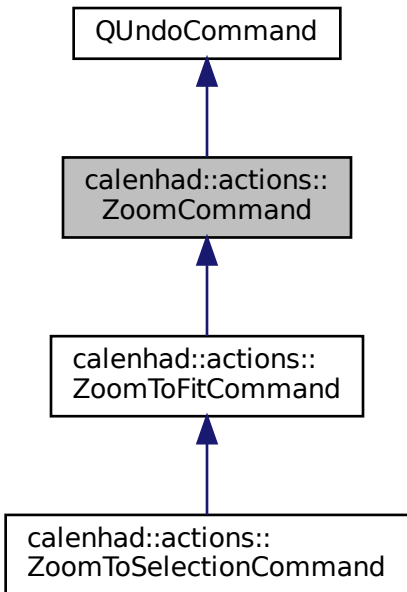 QUndoCommand
calenhad::actions::
ZoomCommand
calenhad::actions::
ZoomToFitCommand
calenhad::actions::
ZoomToSelectionCommand